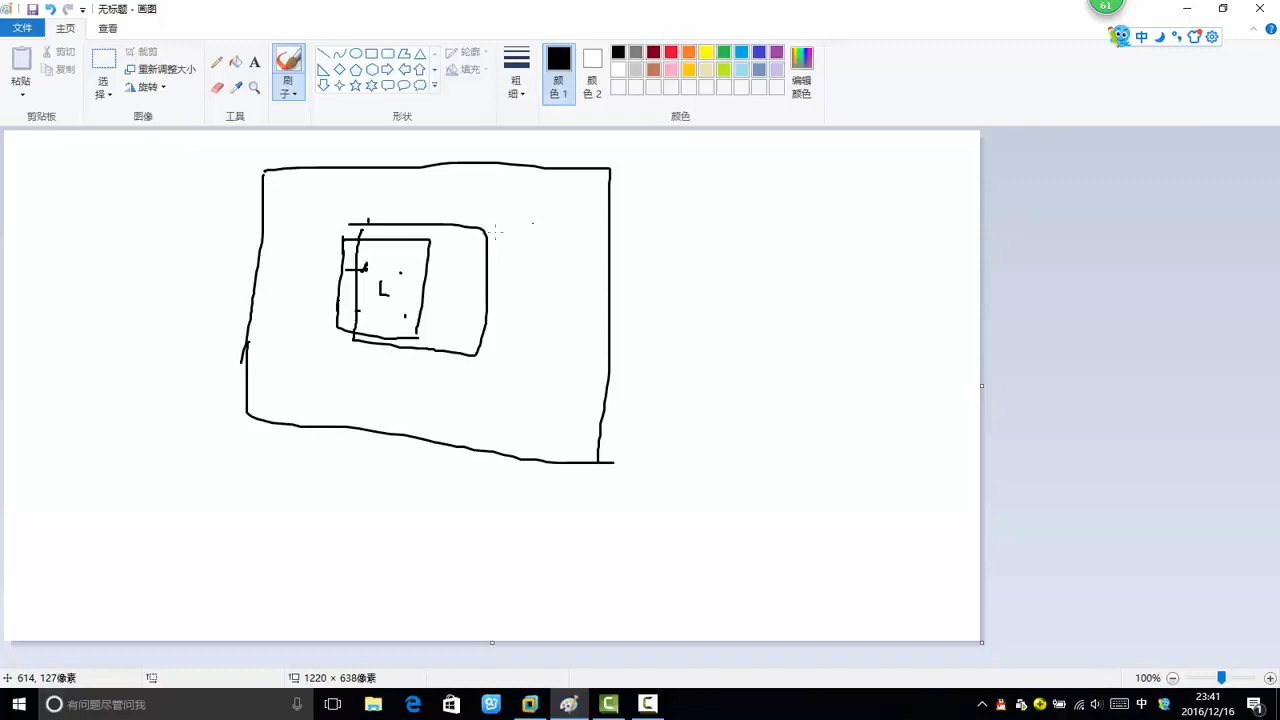 无标题 - 画图
61
文件
主页
查看
中
粘贴
剪切
复制
剪贴板
选
择
裁剪
重新调整大小
旋转
图像
A
工具
刷
子
形状
轮廓
填充
粗
细
颜
色 1
颜
色 2
编辑
颜色
颜色
L
614, 127像素
1220 × 638像素
100%
有问题尽管问我
中
23:41
2016/12/16
1